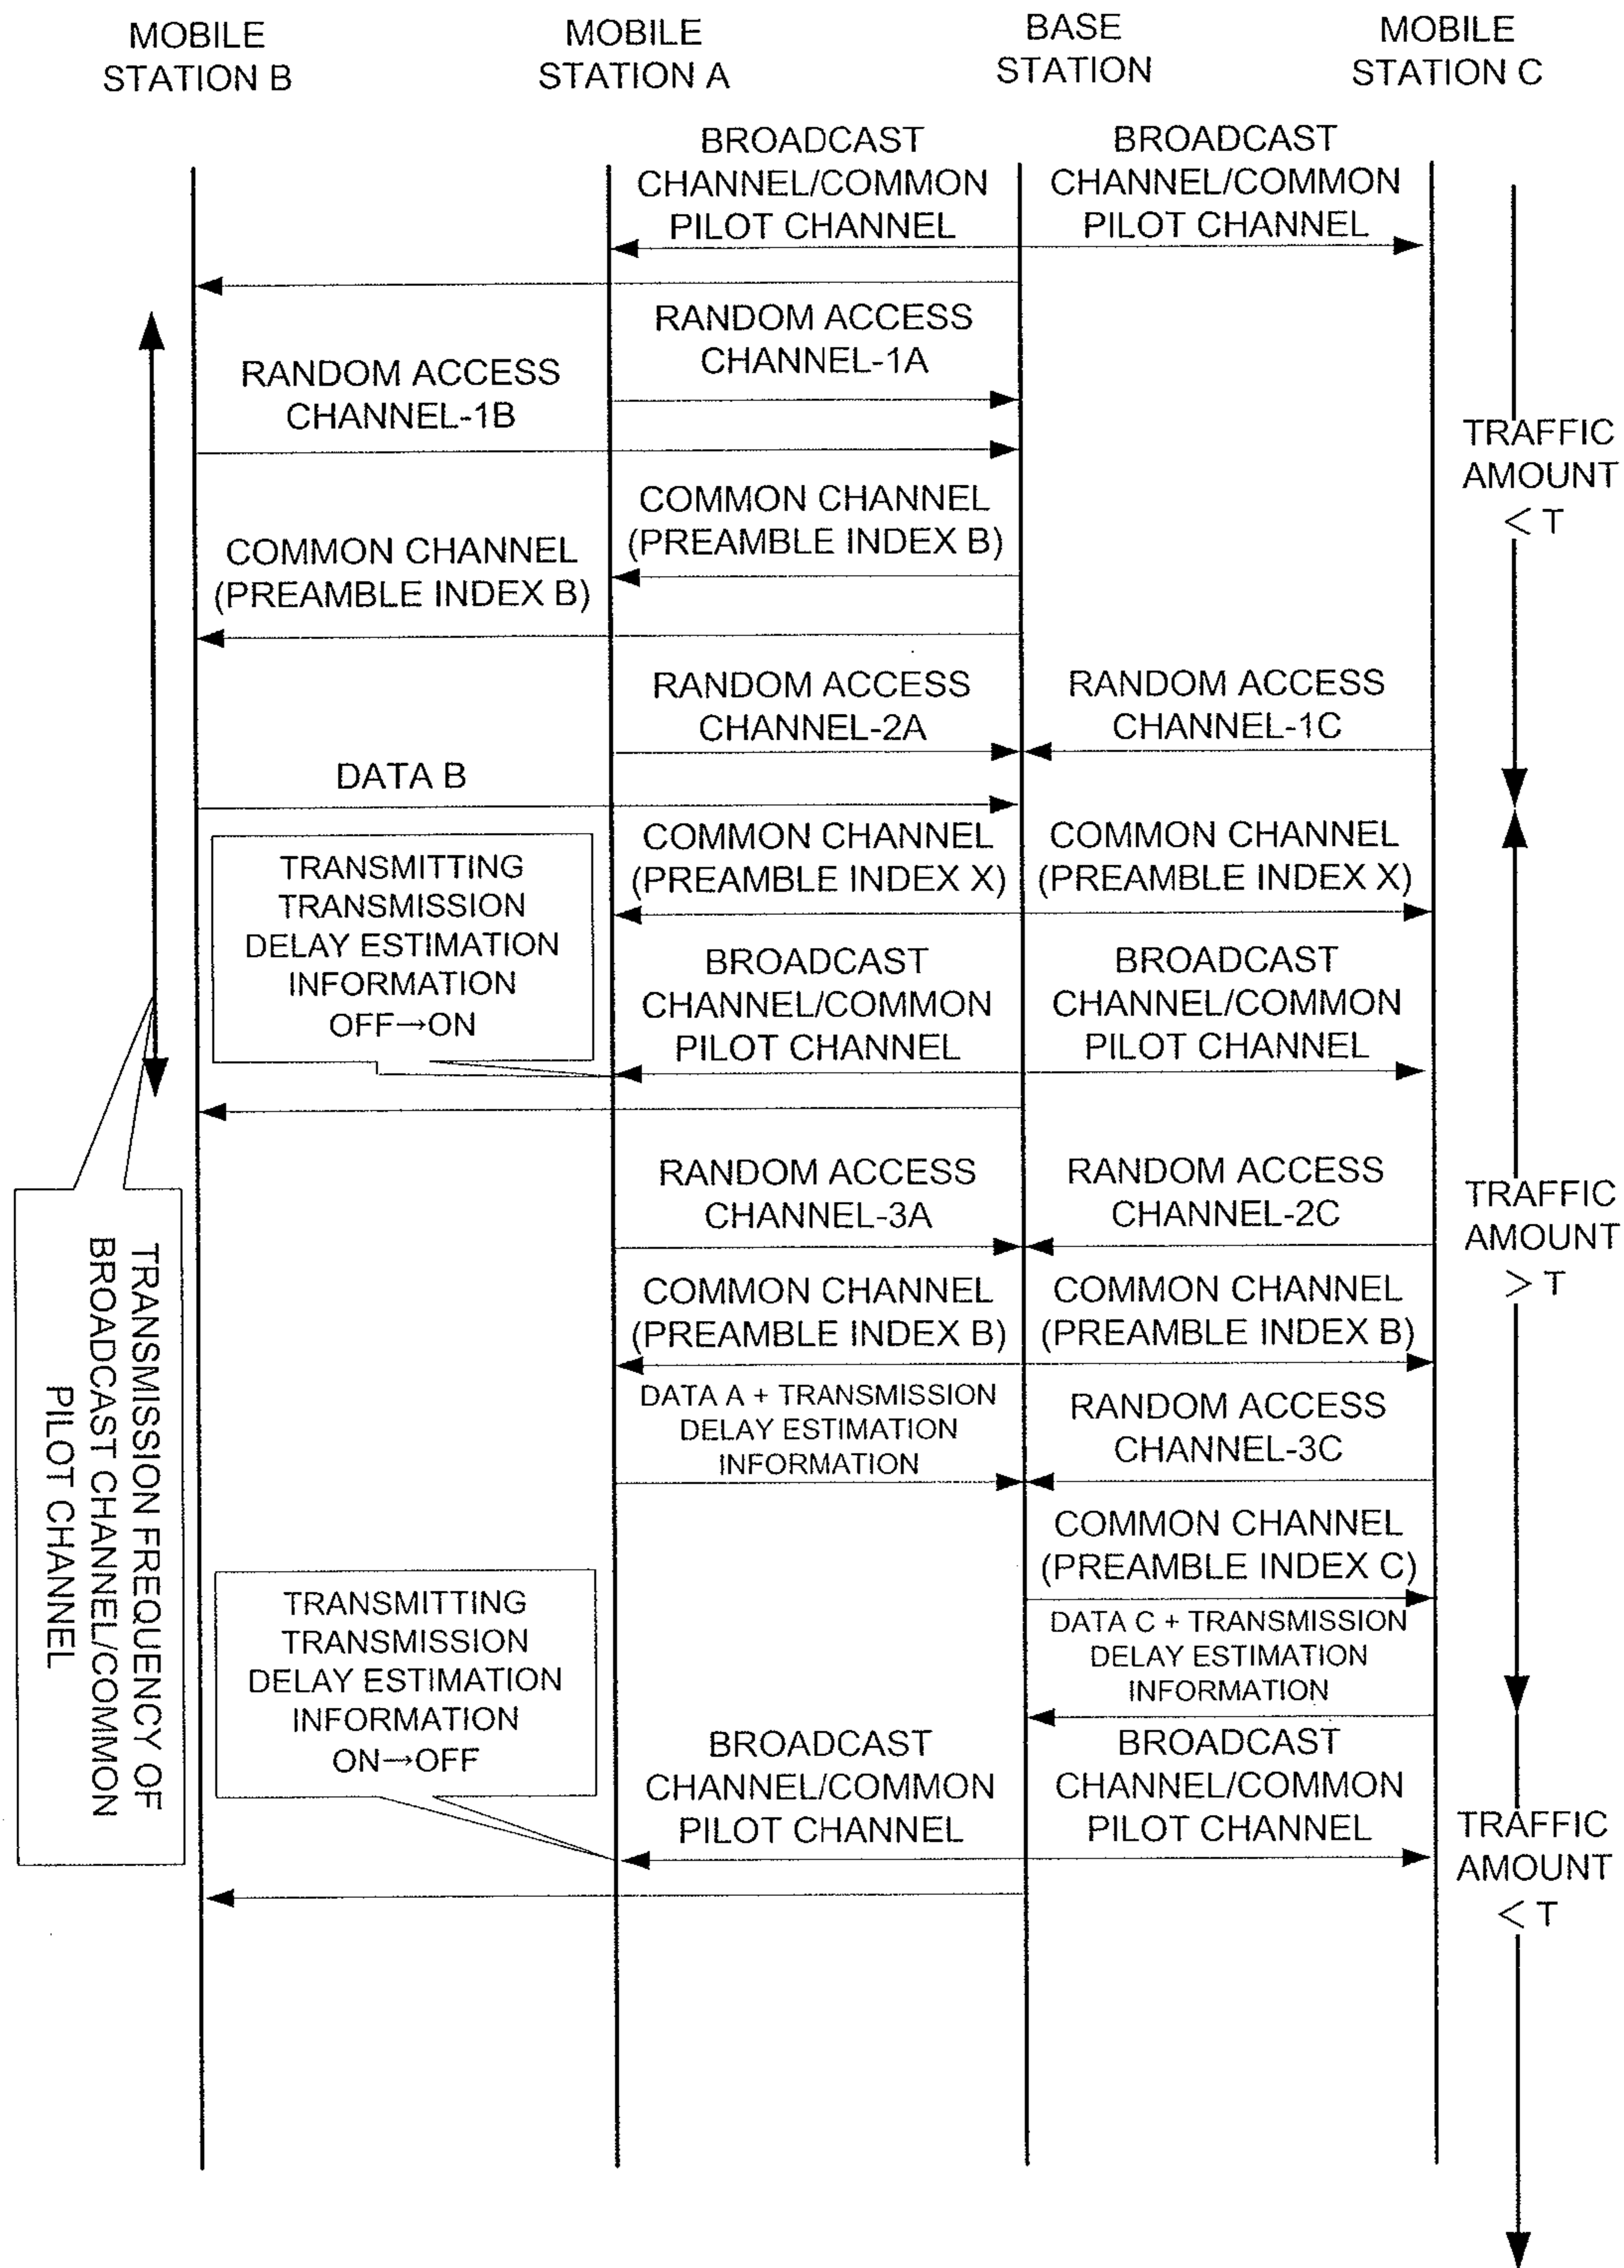 MOBILE
STATION B
MOBILE
STATION A
BASE
STATION
MOBILE
STATION C
BROADCAST
CHANNEL/COMMON
PILOT CHANNEL
BROADCAST
CHANNEL/COMMON
PILOT CHANNEL
RANDOM ACCESS
CHANNEL-1A
RANDOM ACCESS
CHANNEL-1B
TRAFFIC
AMOUNT
< T
COMMON CHANNEL
(PREAMBLE INDEX B)
COMMON CHANNEL
(PREAMBLE INDEX B)
RANDOM ACCESS
CHANNEL-2A
RANDOM ACCESS
CHANNEL-1C
DATA B
COMMON CHANNEL
(PREAMBLE INDEX X)
COMMON CHANNEL
(PREAMBLE INDEX X)
TRANSMITTING
TRANSMISSION
DELAY ESTIMATION
INFORMATION
OFF→ON
BROADCAST
CHANNEL/COMMON
PILOT CHANNEL
BROADCAST
CHANNEL/COMMON
PILOT CHANNEL
RANDOM ACCESS
CHANNEL-3A
RANDOM ACCESS
CHANNEL-2C
TRAFFIC
AMOUNT
> T
TRANSMISSION FREQUENCY OF
BROADCAST CHANNEL/COMMON
PILOT CHANNEL
COMMON CHANNEL
(PREAMBLE INDEX B)
COMMON CHANNEL
(PREAMBLE INDEX B)
DATA A + TRANSMISSION
DELAY ESTIMATION
INFORMATION
RANDOM ACCESS
CHANNEL-3C
COMMON CHANNEL
(PREAMBLE INDEX C)
TRANSMITTING
TRANSMISSION
DELAY ESTIMATION
INFORMATION
ON→OFF
DATA C + TRANSMISSION
DELAY ESTIMATION
INFORMATION
BROADCAST
CHANNEL/COMMON
PILOT CHANNEL
BROADCAST
CHANNEL/COMMON
PILOT CHANNEL
TRAFFIC
AMOUNT
< T